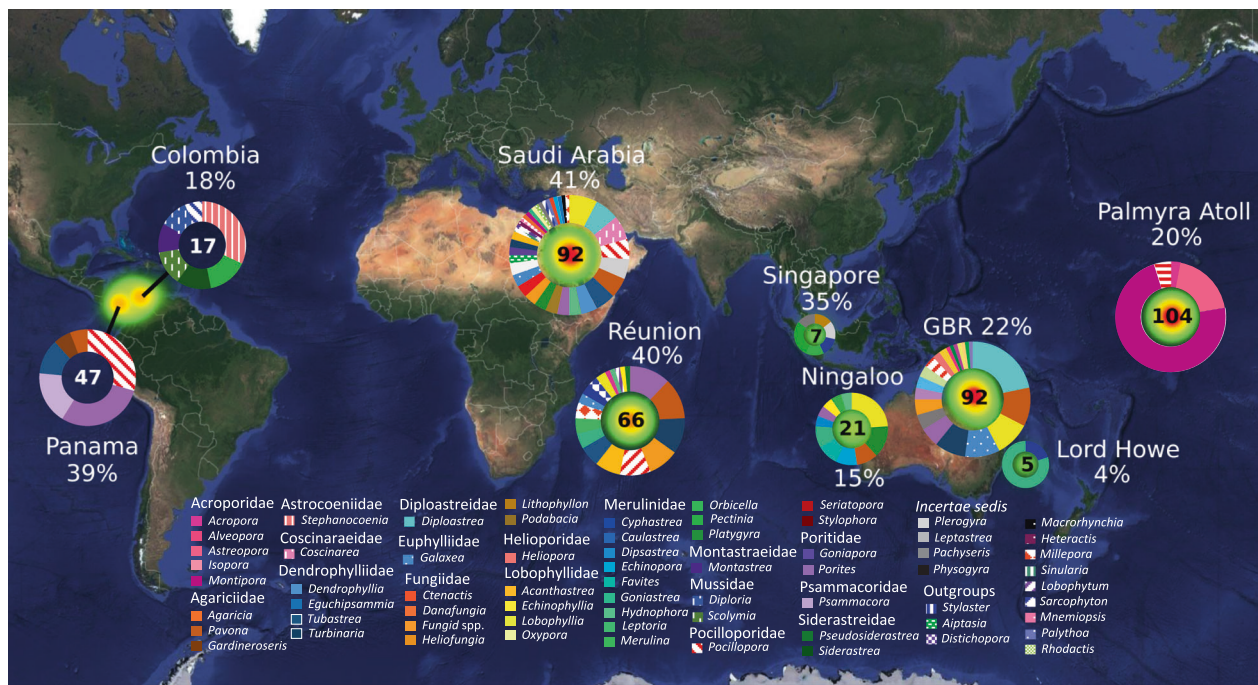 Colombia
18%
17
Saudi Arabia
41%
92
Palmyra Atoll
20%
104
Singapore
35%
7
GBR 22%
92
Réunion
40%
66
Ningaloo
21
15%
47
Panama
39%
5
Lord Howe
4%
Acroporidae
Acropora
Alveopora
Astreopora
Isopora
Montipora
Agariciidae
Agaricia
Pavona
Gardineroseris
Astrocoeniidae
Stephanocoenia
Coscinaraeidae
Coscinarea
Dendrophylliidae
Dendrophyllia
Eguchipsammia
Tubastrea
Turbinaria
Diploastreidae
Diploastrea
Euphylliidae
Galaxea
Fungiidae
Ctenactis
Danafungia
Fungid spp.
Heliofungia
Lithophyllon
Podabacia
Helioporidae
Heliopora
Lobophyllidae
Acanthastrea
Echinophyllia
Lobophyllia
Oxypora
Merulinidae
Cyphastrea
Caulastrea
Dipsastrea
Echinopora
Favites
Goniastrea
Hydnophora
Leptoria
Merulina
Orbicella
Pectinia
Platygyra
Montastraeidae
Montastrea
Mussidae
Diploria
Scolymia
Pocilloporidae
Pocillopora
Seriatopora
Stylophora
Poritidae
Goniapora
Porites
Psammacoridae
Psammacora
Siderastreidae
Pseudosiderastrea
Siderastrea
Incertae sedis
Plerogyra
Leptastrea
Pachyseris
Physogyra
Outgroups
Stylaster
Aiptasia
Distichopora
Macrorhynchia
Heteractis
Millepora
Sinularia
Lobophytum
Sarcophyton
Mnemiopsis
Palythoa
Rhodactis